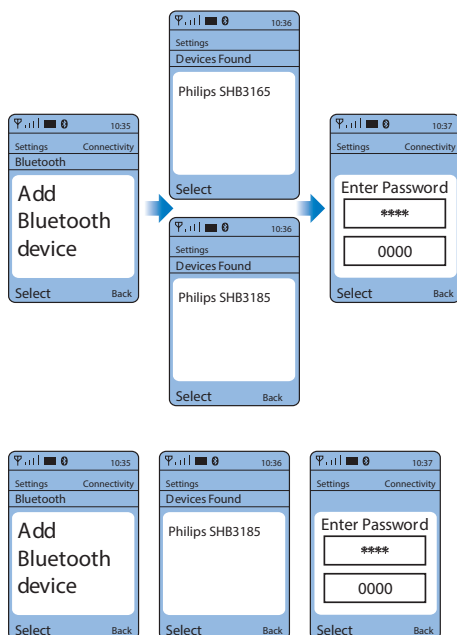 10:36
Settings
Devices Found
Philips SHB3165
Select
10:35
Settings Connectivity
Bluetooth
Add
Bluetooth
device
Select Back
10:36
Settings
Devices Found
Philips SHB3185
Select Back
10:37
Settings Connectivity
Enter Password
****
0000
Select Back
10:35
Settings Connectivity
Bluetooth
Add
Bluetooth
device
Select Back
10:36
Settings
Devices Found
Philips SHB3185
Select Back
10:37
Settings Connectivity
Enter Password
****
0000
Select Back